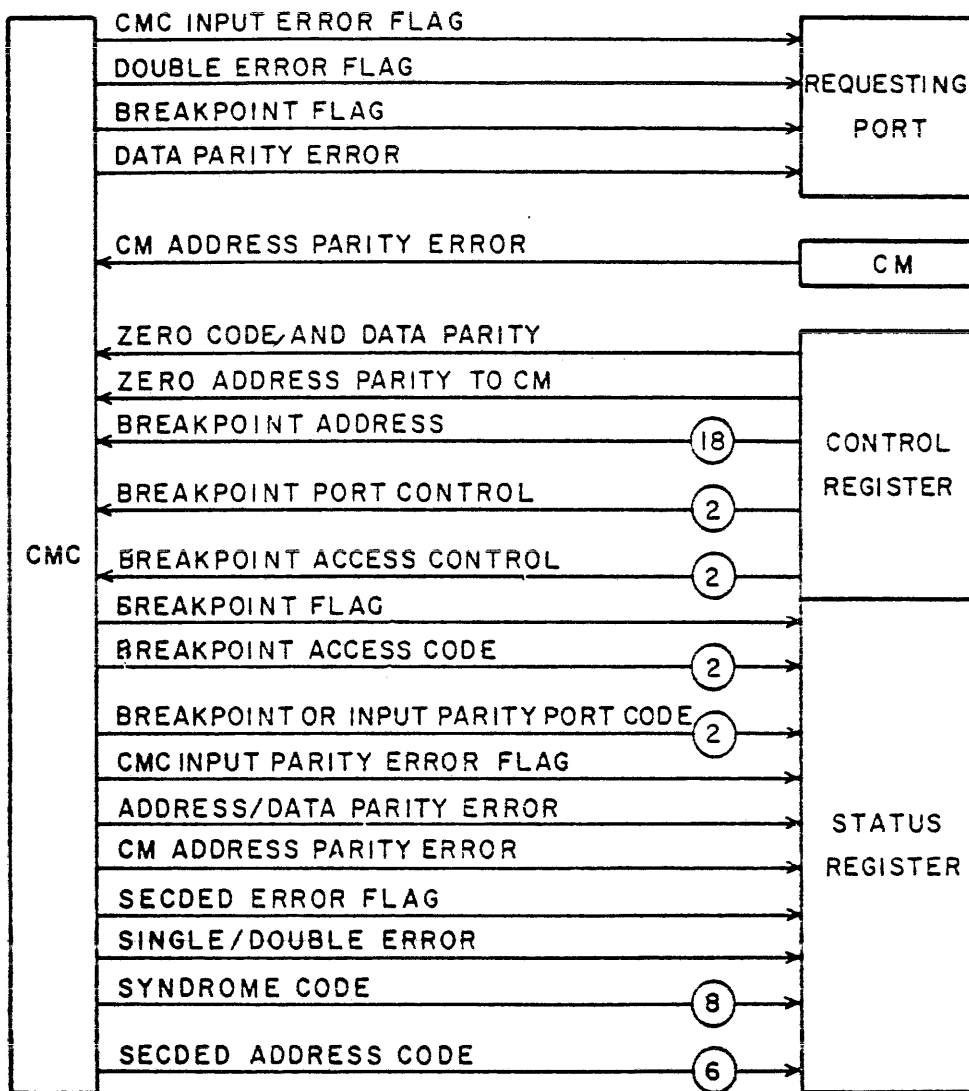 CMC INPUT ERROR FLAG
DOUBLE ERROR FLAG
BREAKPOINT FLAG
DATA PARITY ERROR
REQUESTING
PORT
CM ADDRESS PARITY ERROR
CM
ZERO CODE AND DATA PARITY
ZERO ADDRESS PARITY TO CM
BREAKPOINT ADDRESS
18
BREAKPOINT PORT CONTROL
2
BREAKPOINT ACCESS CONTROL
2
CONTROL
REGISTER
CMC
BREAKPOINT FLAG
BREAKPOINT ACCESS CODE
2
BREAKPOINT OR INPUT PARITY PORT CODE
2
CMC INPUT PARITY ERROR FLAG
ADDRESS/DATA PARITY ERROR
CM ADDRESS PARITY ERROR
SECDED ERROR FLAG
SINGLE/DOUBLE ERROR
SYNDROME CODE
8
SECDED ADDRESS CODE
6
STATUS
REGISTER